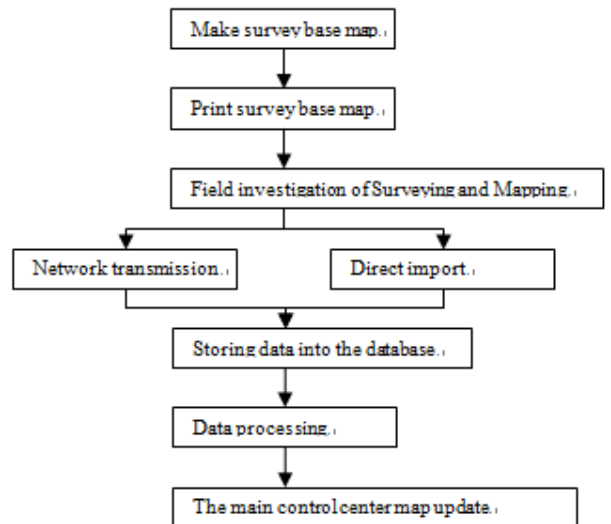 Make survey base map.
Print survey base map.
Field investigation of Surveying and Mapping.
Network transmission.
Direct import.
Storing data into the database.
Data processing.
The main control center map update.